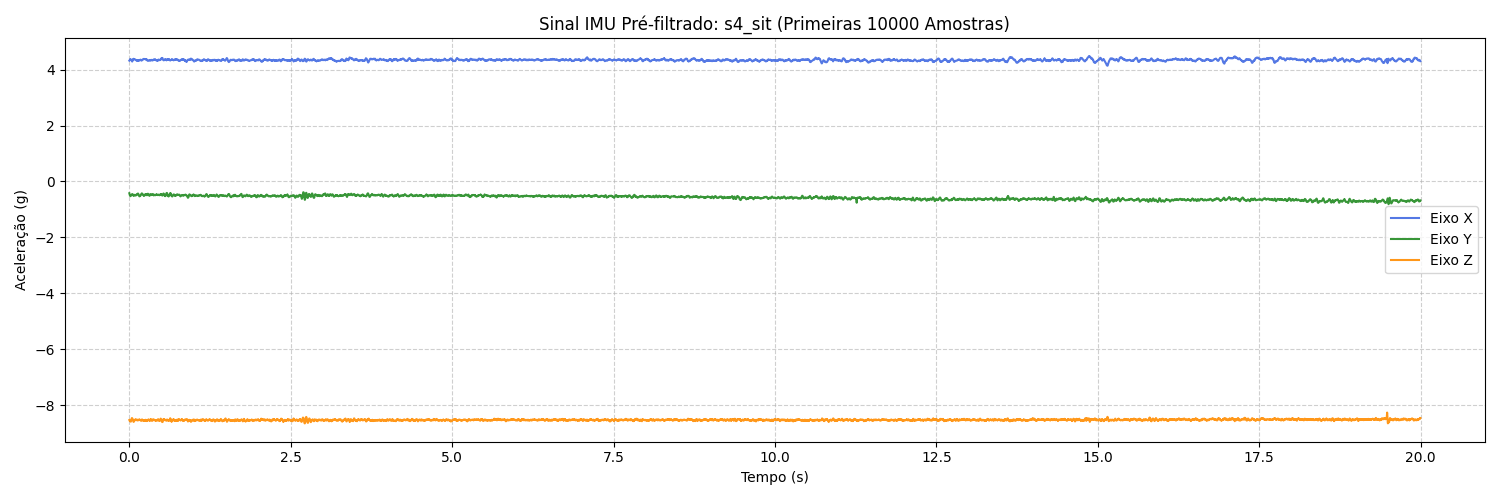 Sinal IMU Pré-filtrado: s4_sit (Primeiras 10000 Amostras)
Aceleração (g)
4
2
0
−2
−4
−6
−8
Eixo X
Eixo Y
Eixo Z
0.0 2.5 5.0 7.5 10.0 12.5 15.0 17.5 20.0
Tempo (s)